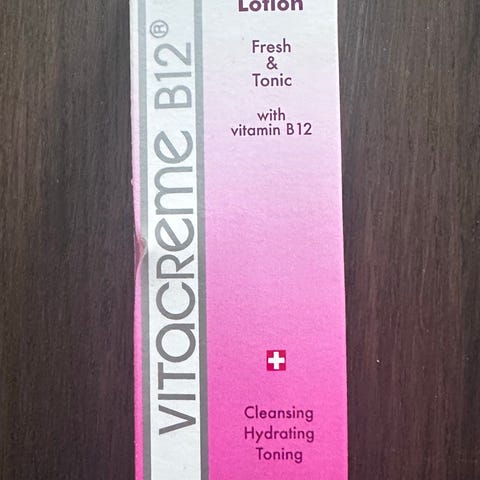 VITACREME B12®
Lotion
Fresh
&
Tonic
with
vitamin B12
Cleansing
Hydrating
Toning